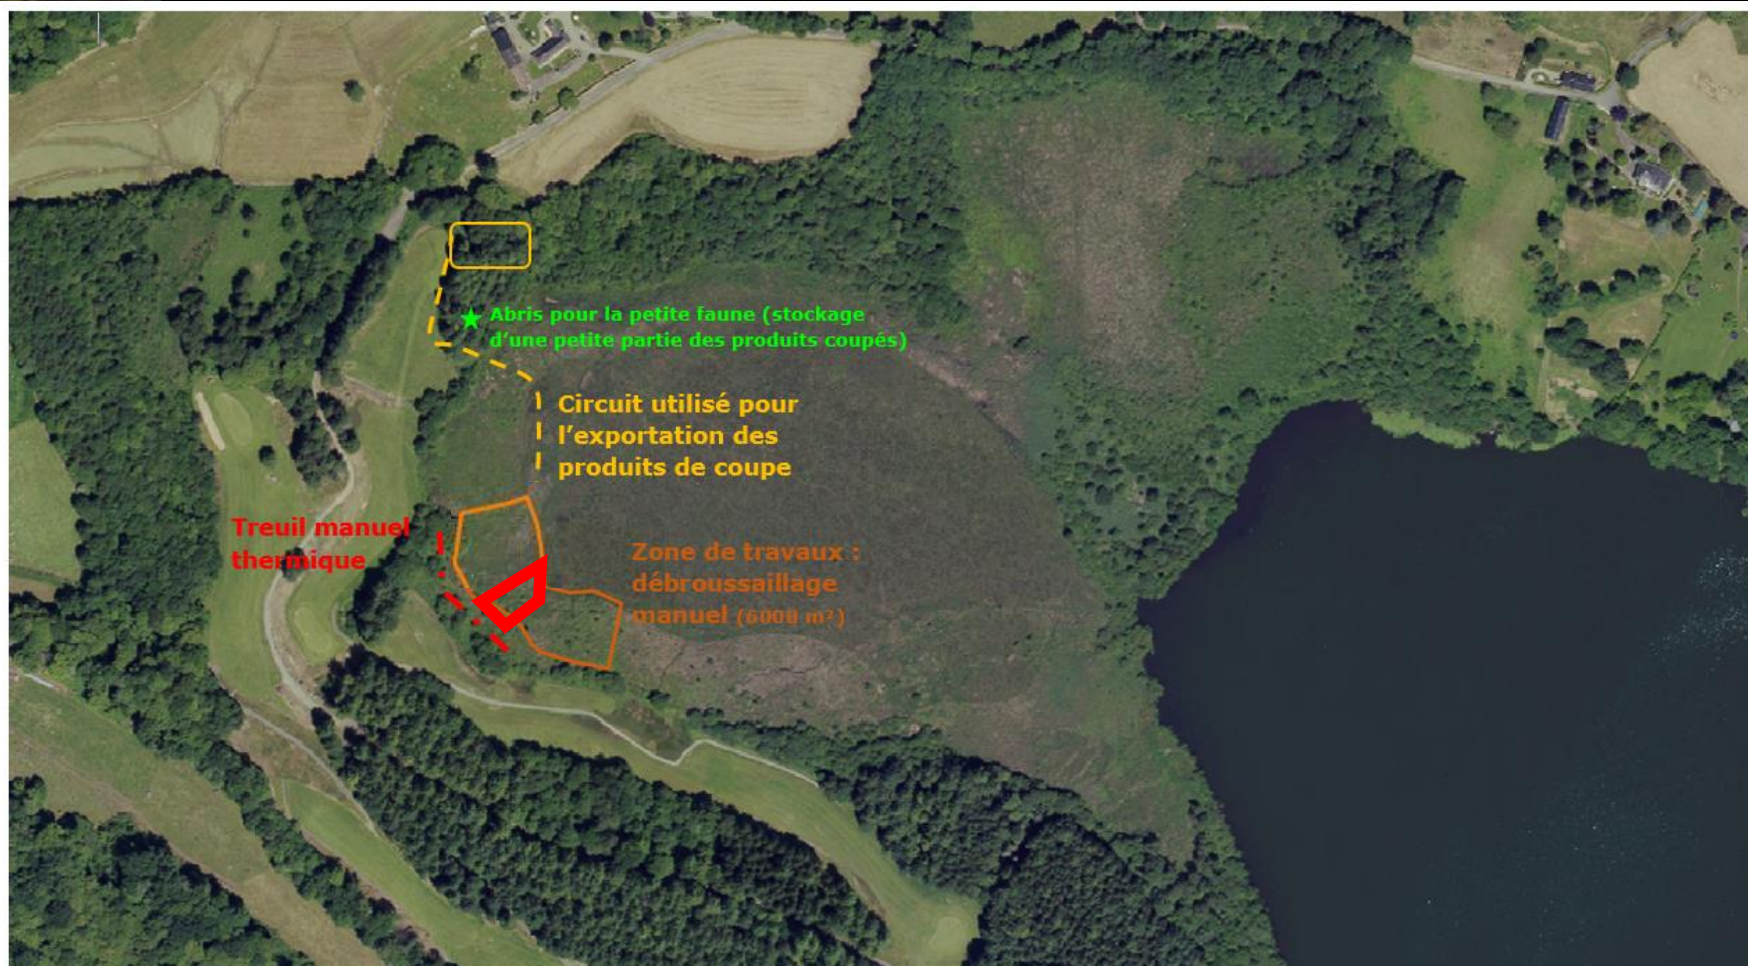 Abris pour la petite faune (stockage
d'une petite partie des produits coupés)
Circuit utilisé pour
l'exportation des
produits de coupe
Treuil manuel
thermique
Zone de travaux :
débroussaillage
manuel (6000 m²)